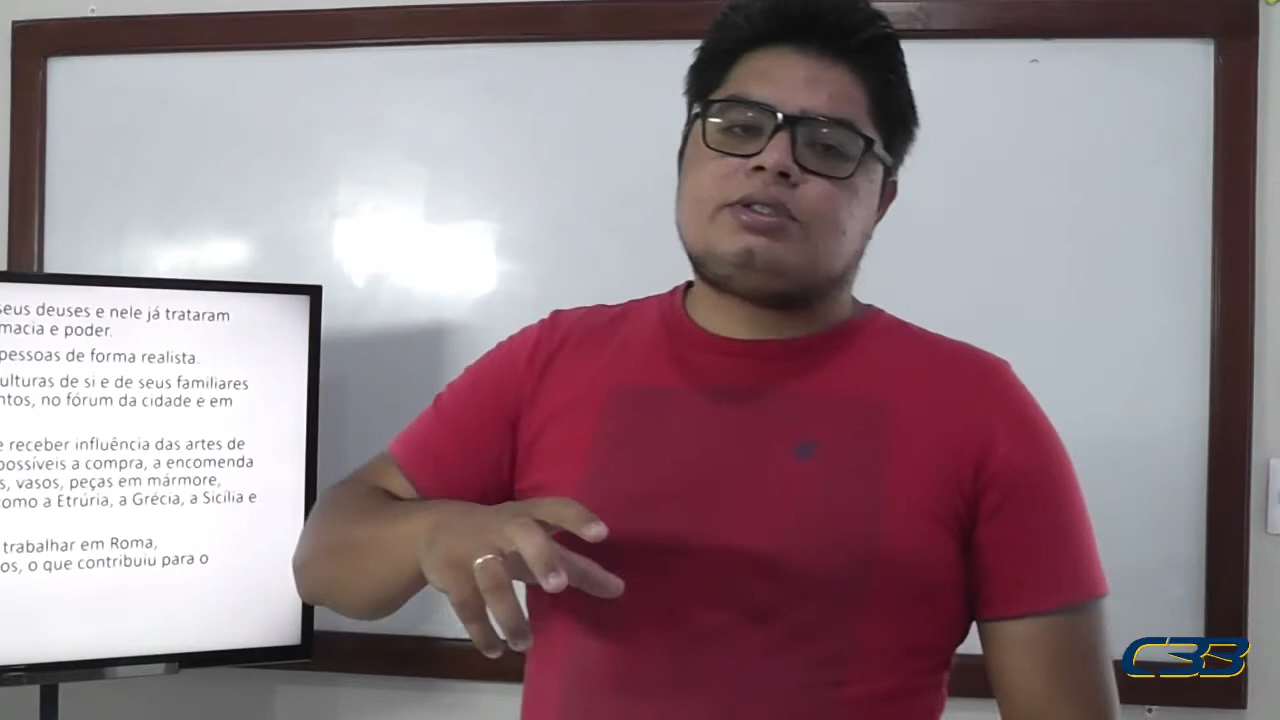 seus deuses e nele já trataram
macia e poder.
pessoas de forma realista.
ulturas de si e de seus familiares
ntos, no fórum da cidade e em
e receber influência das artes de
possíveis a compra, a encomenda
s, vasos, peças em mármore,
omo a Etrúria, a Grécia, a Sicília e
trabalhar em Roma,
os, o que contribuiu para o
C33